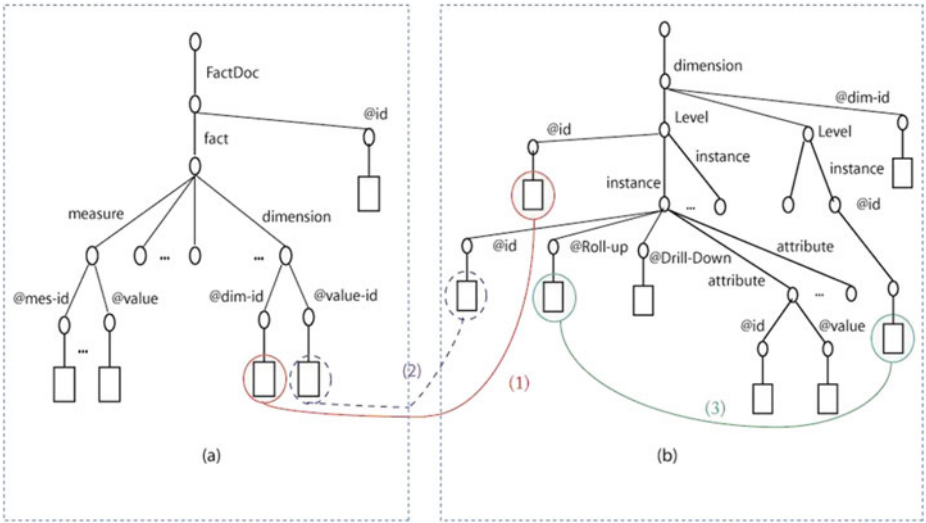 FactDoc
@id
fact
measure
dimension
...
...
@mes-id
@value
@dim-id
@value-id
...
(a)
dimension
@dim-id
Level
Level
@id
instance
instance
instance
...
@id
@id
@Roll-up
@Drill-Down
attribute
attribute
...
@id
@value
(2)
(1)
(3)
(b)